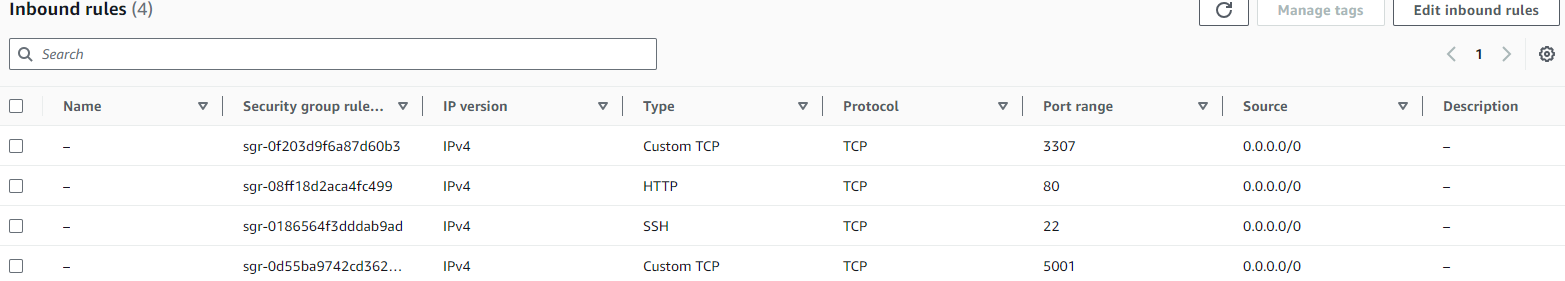 Inbound rules (4)
Manage tags
Edit inbound rules
Search
1
Name Security group rule... IP version Type Protocol Port range Source Description
– sgr-0f203d9f6a87d60b3 IPv4 Custom TCP TCP 3307 0.0.0.0/0 –
– sgr-08ff18d2aca4fc499 IPv4 HTTP TCP 80 0.0.0.0/0 –
– sgr-0186564f3dddab9ad IPv4 SSH TCP 22 0.0.0.0/0 –
– sgr-0d55ba9742cd362... IPv4 Custom TCP TCP 5001 0.0.0.0/0 –